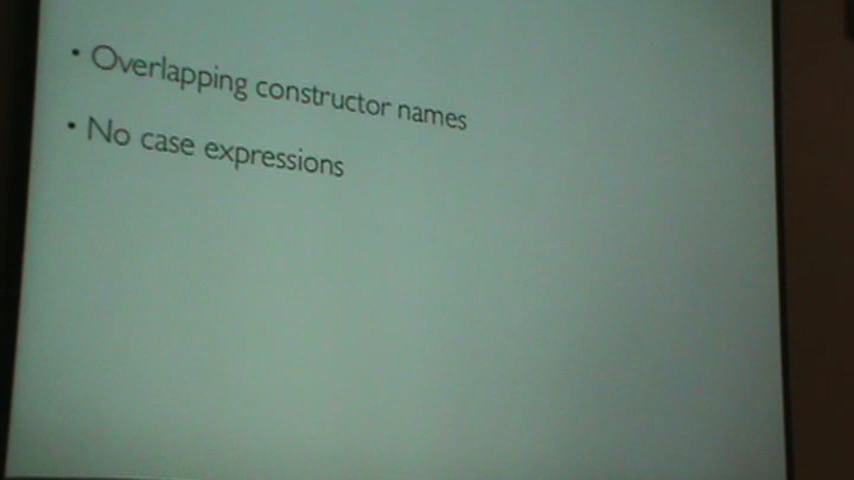 • Overlapping constructor names
• No case expressions